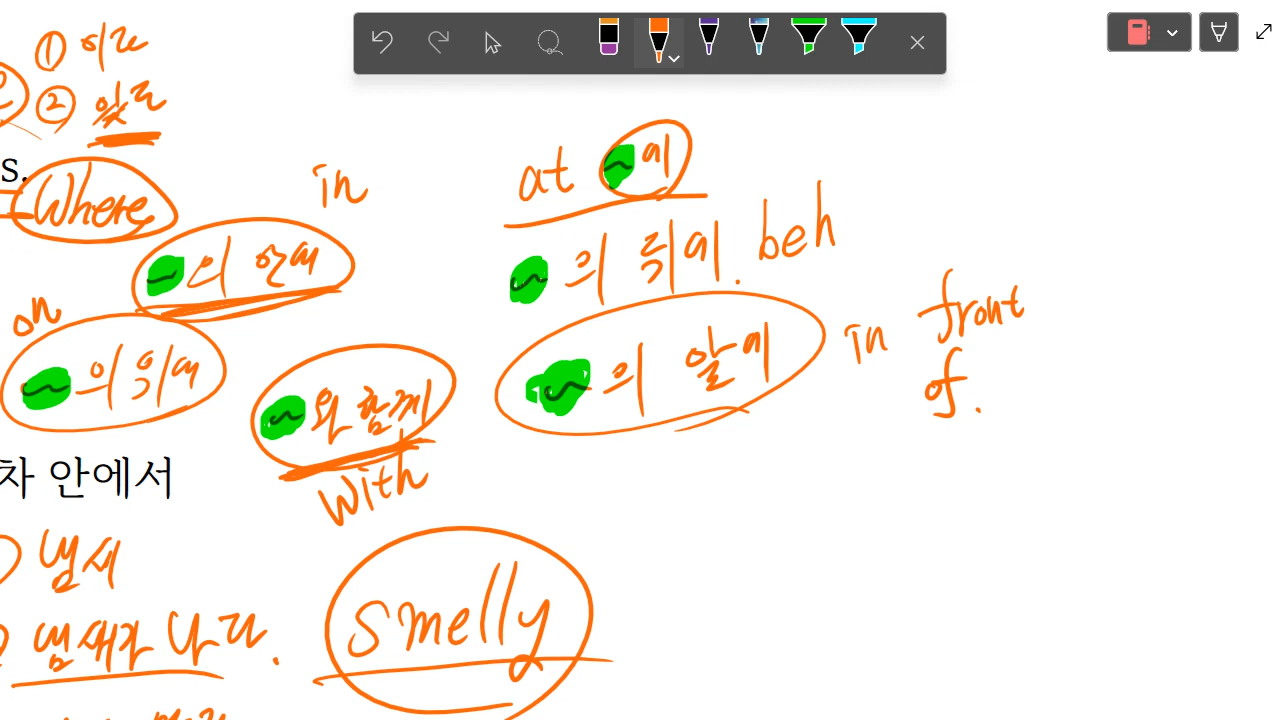 ① 이군
② 있군
s.
Where
in
at ~에
~의 안에
~의 뒤에. beh
on
~의 위에
~와 함께
with
~의 앞에 in front of.
차 안에서
냄새
냄새가 나다.
smelly